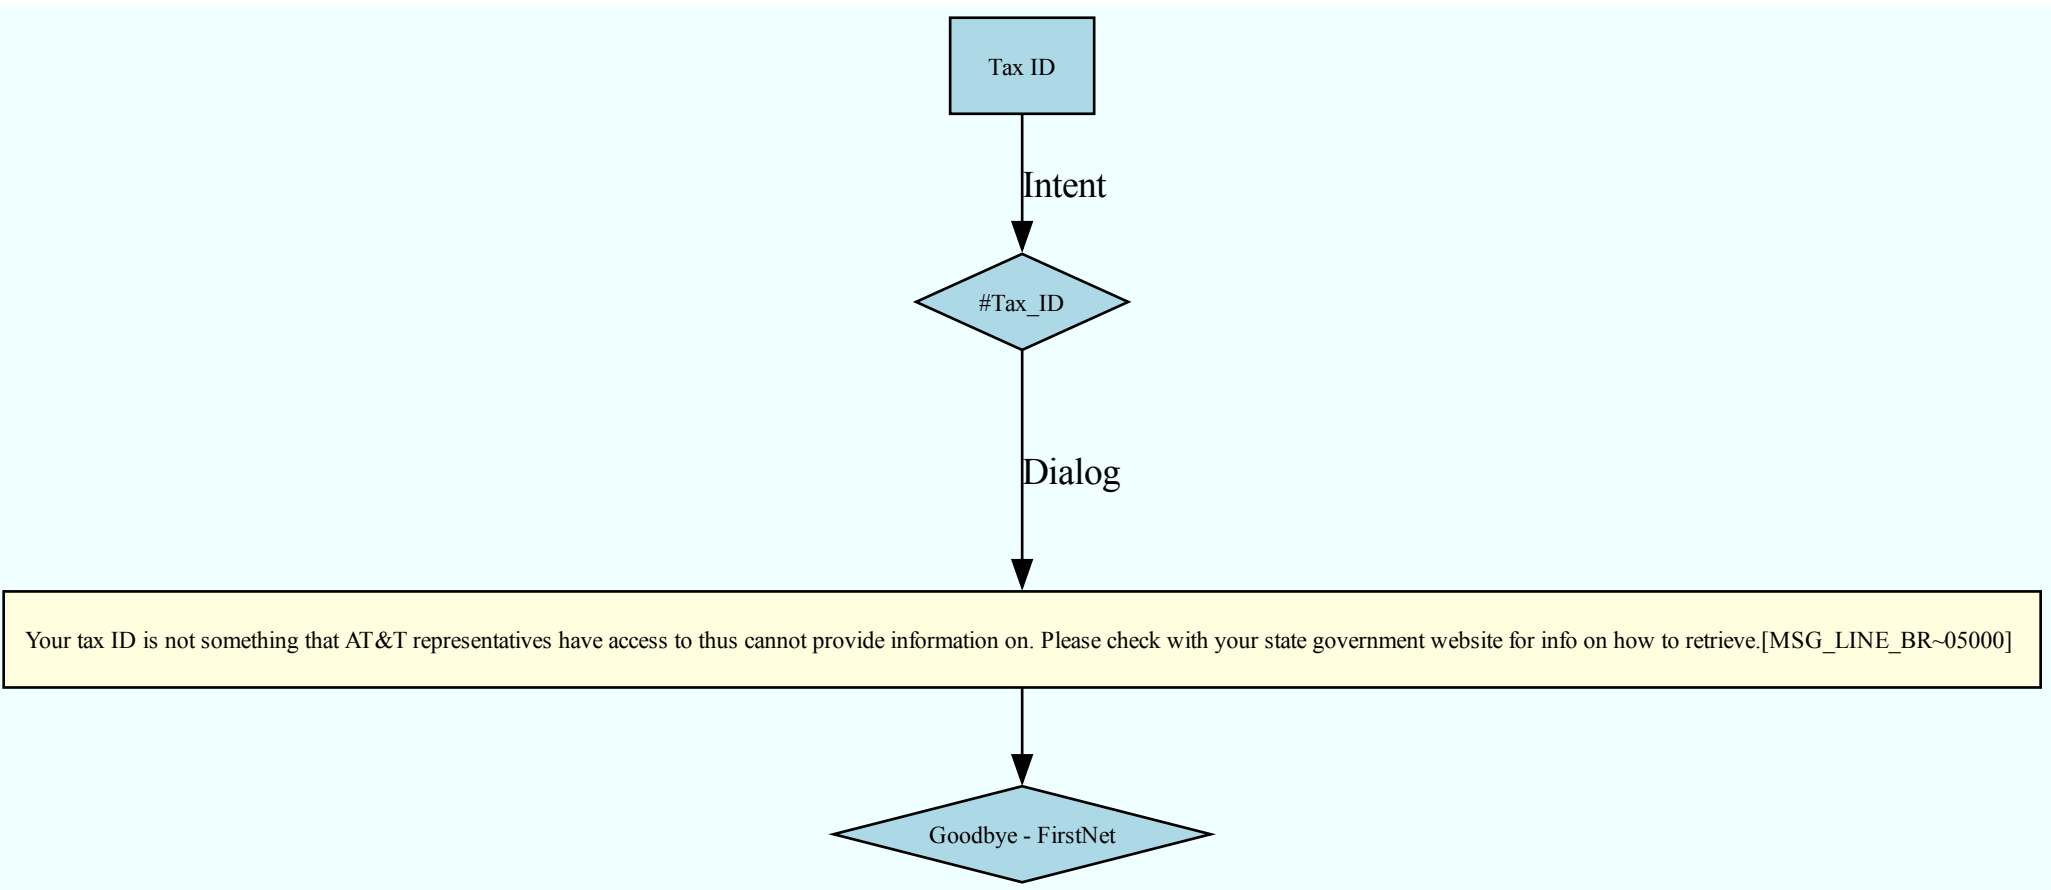 Tax ID
Intent
#Tax_ID
Dialog
Your tax ID is not something that AT&T representatives have access to thus cannot provide information on. Please check with your state government website for info on how to retrieve.[MSG_LINE_BR~05000]
Goodbye - FirstNet